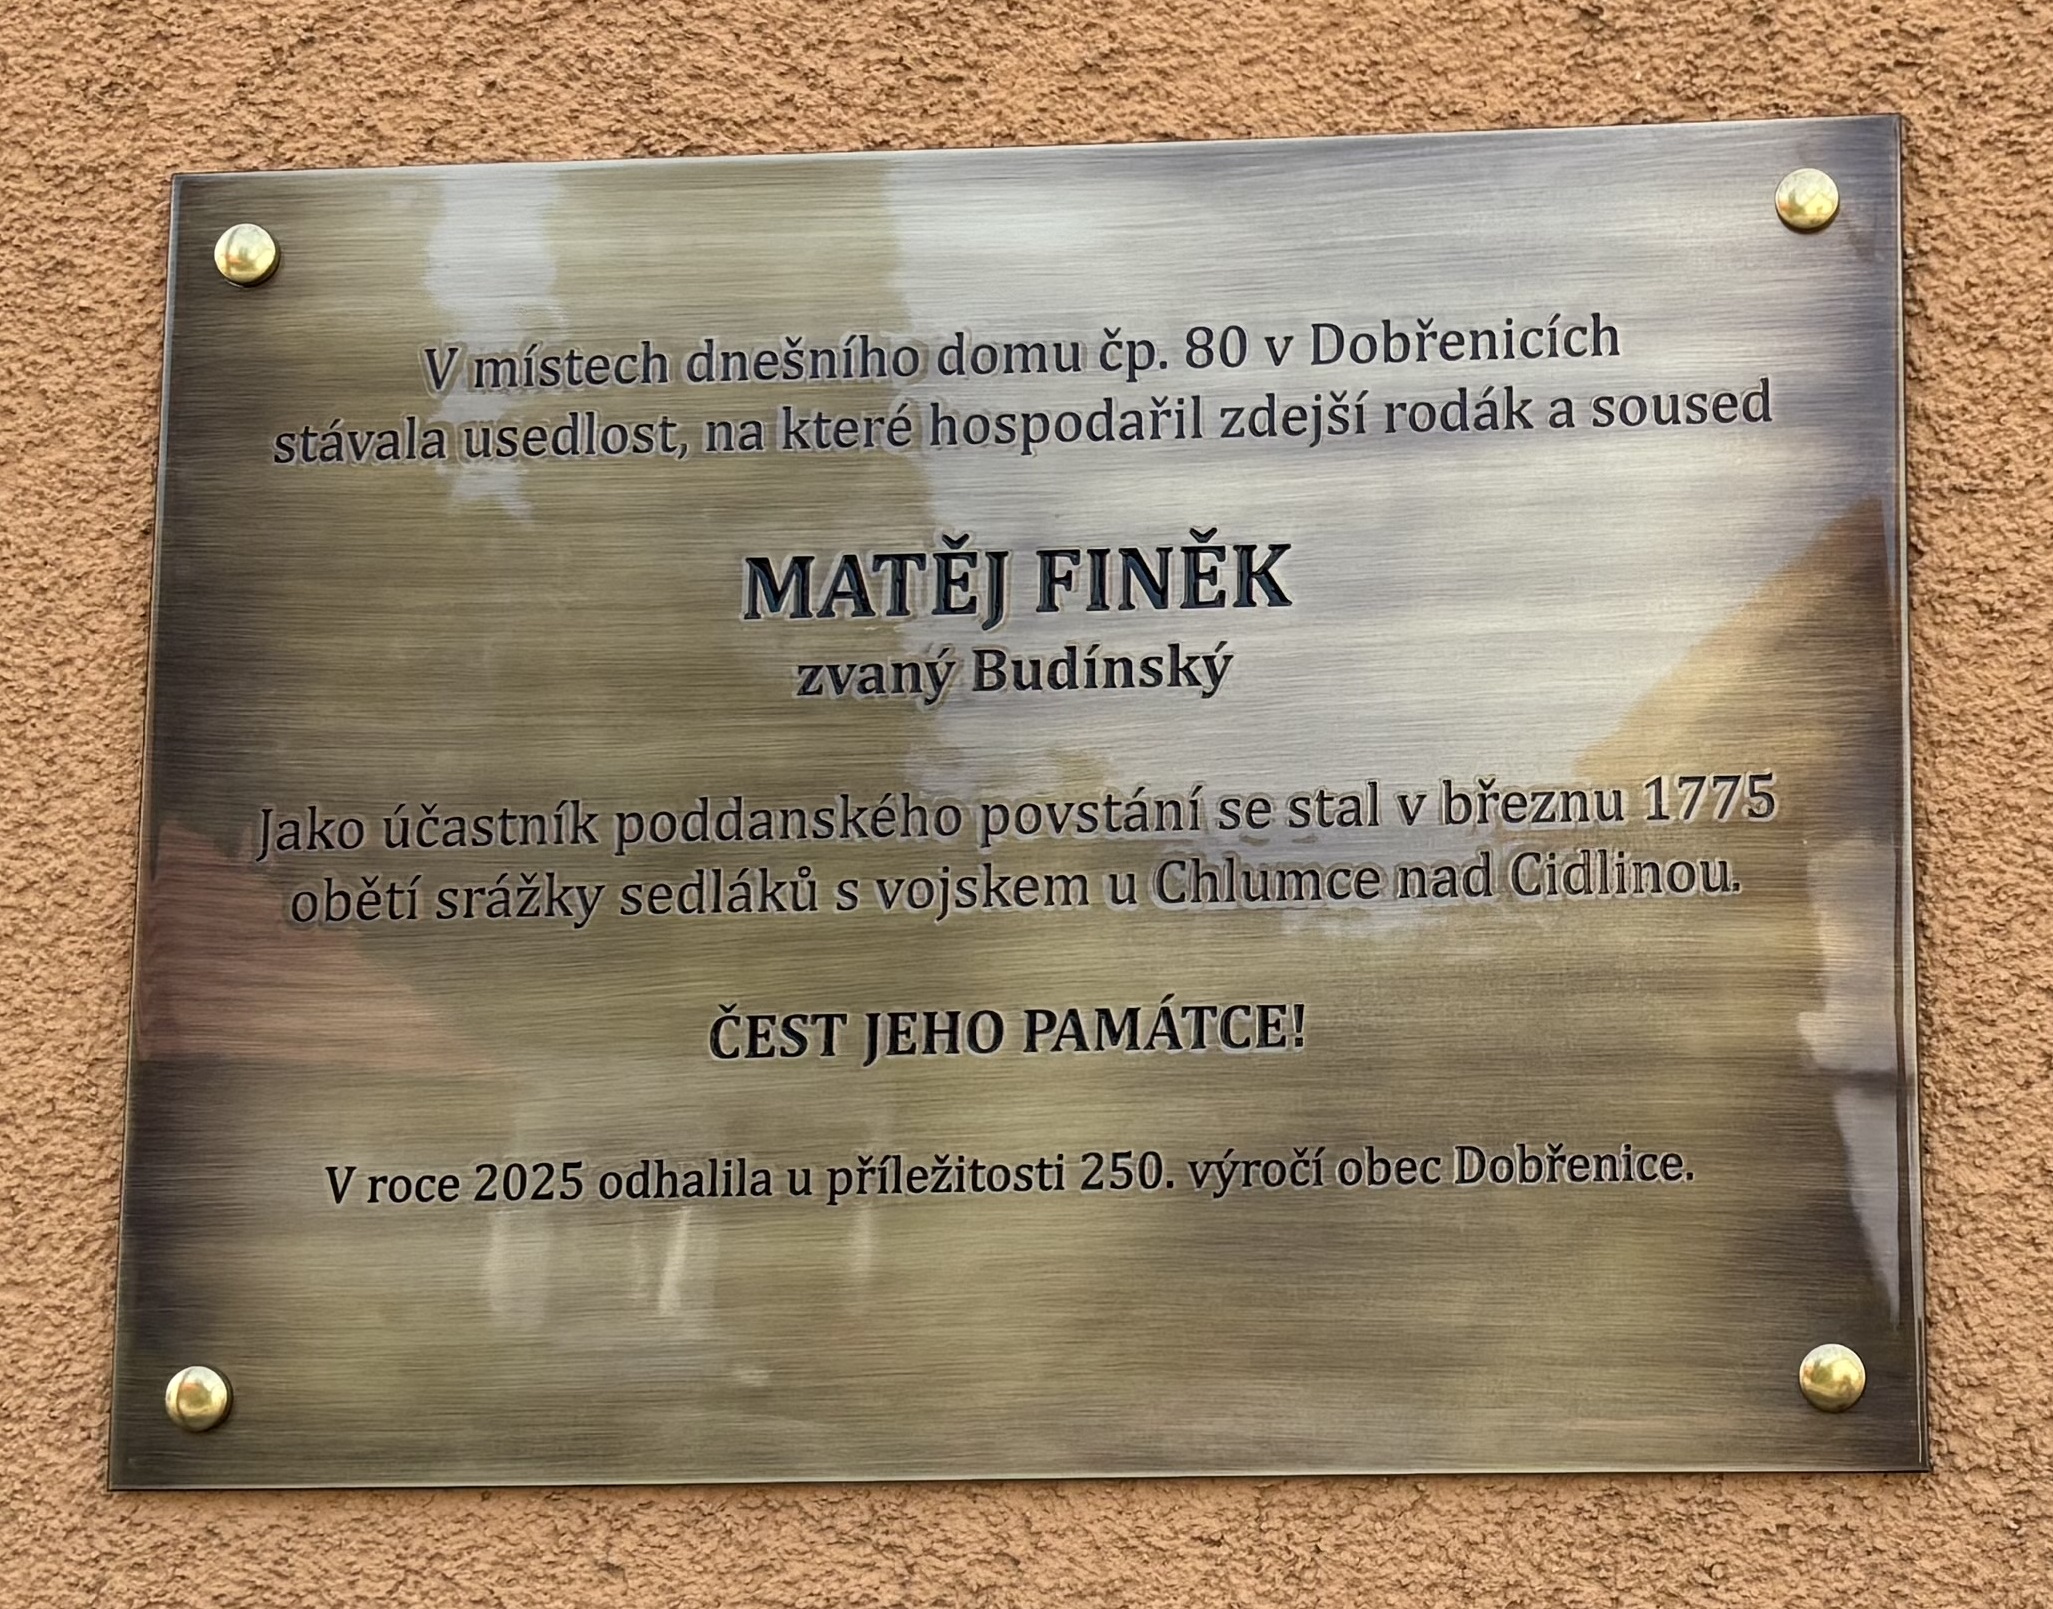 V místech dnešního domu čp. 80 v Dobřenicích
stávala usedlost, na které hospodařil zdejší rodák a soused
MATĚJ FINĚK
zvaný Budínský
Jako účastník poddanského povstání se stal v březnu 1775
obětí srážky sedláků s vojskem u Chlumce nad Cidlinou.
ČEST JEHO PAMÁTCE!
V roce 2025 odhalila u příležitosti 250. výročí obec Dobřenice.